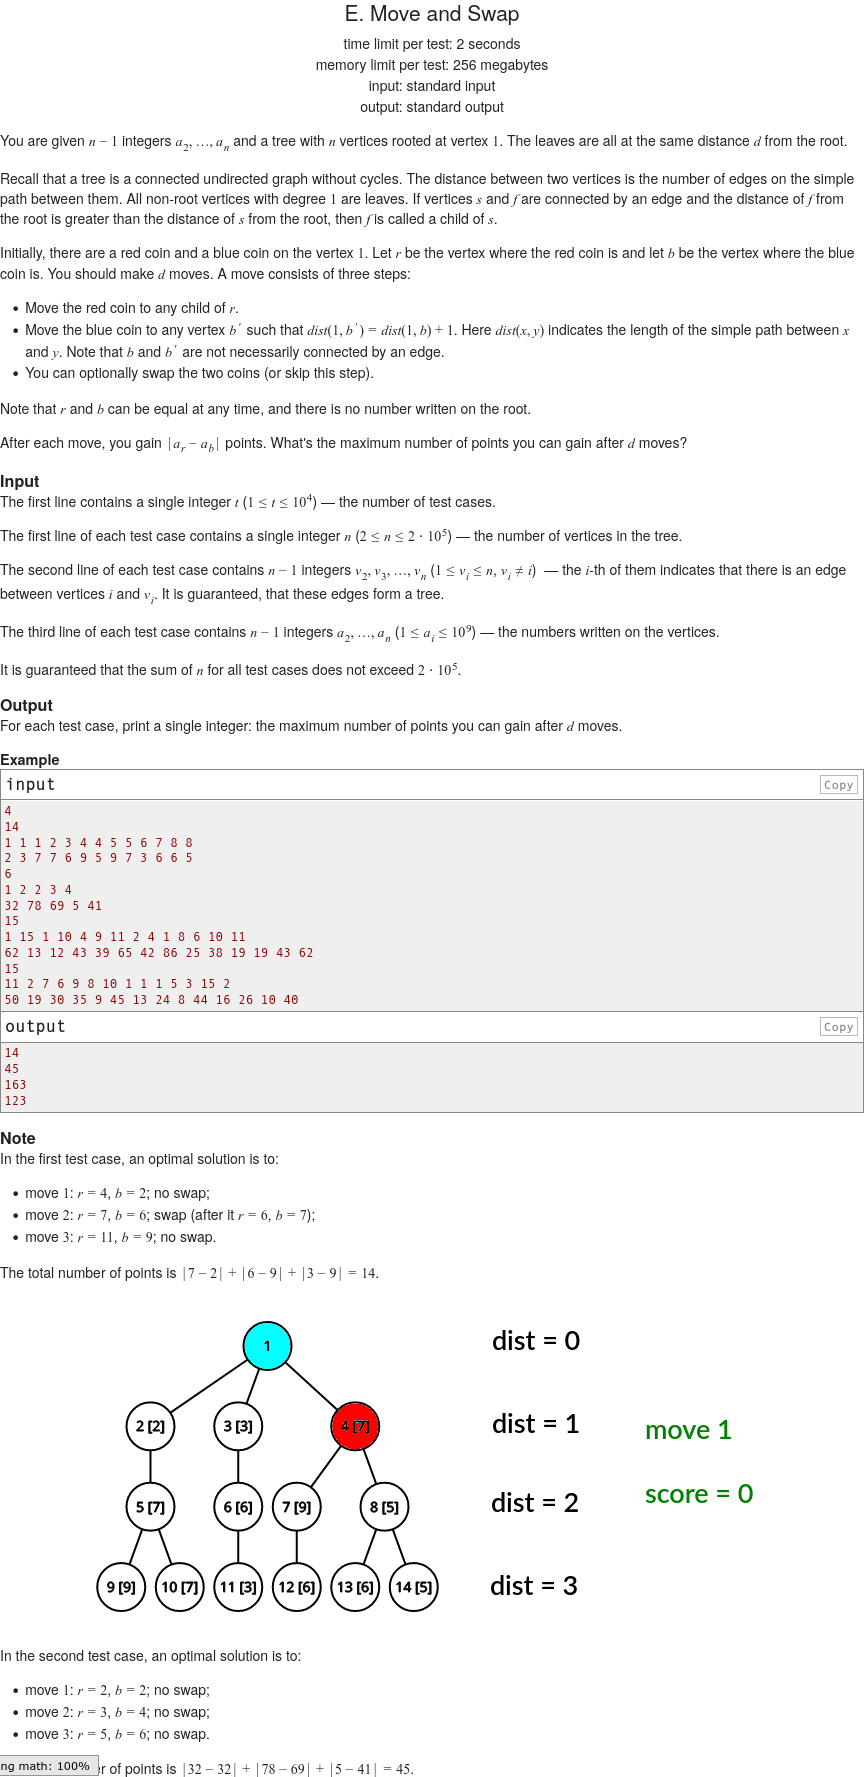 E. Move and Swap
time limit per test: 2 seconds
memory limit per test: 256 megabytes
input: standard input
output: standard output
You are given n − 1 integers a2, …, an and a tree with n vertices rooted at vertex 1. The leaves are all at the same distance d from the root.
Recall that a tree is a connected undirected graph without cycles. The distance between two vertices is the number of edges on the simple
path between them. All non-root vertices with degree 1 are leaves. If vertices s and f are connected by an edge and the distance of f from
the root is greater than the distance of s from the root, then f is called a child of s.
Initially, there are a red coin and a blue coin on the vertex 1. Let r be the vertex where the red coin is and let b be the vertex where the blue
coin is. You should make d moves. A move consists of three steps:
• Move the red coin to any child of r.
• Move the blue coin to any vertex b′ such that dist(1, b′) = dist(1, b) + 1. Here dist(x, y) indicates the length of the simple path between x
and y. Note that b and b′ are not necessarily connected by an edge.
• You can optionally swap the two coins (or skip this step).
Note that r and b can be equal at any time, and there is no number written on the root.
After each move, you gain |ar − ab| points. What's the maximum number of points you can gain after d moves?
Input
The first line contains a single integer t (1 ≤ t ≤ 10^4) — the number of test cases.
The first line of each test case contains a single integer n (2 ≤ n ≤ 2 · 10^5) — the number of vertices in the tree.
The second line of each test case contains n − 1 integers v2, v3, …, vn (1 ≤ vi ≤ n, vi ≠ i) — the i-th of them indicates that there is an edge
between vertices i and vi. It is guaranteed, that these edges form a tree.
The third line of each test case contains n − 1 integers a2, …, an (1 ≤ ai ≤ 10^9) — the numbers written on the vertices.
It is guaranteed that the sum of n for all test cases does not exceed 2 · 10^5.
Output
For each test case, print a single integer: the maximum number of points you can gain after d moves.
Example
input Copy
4
14
1 1 1 2 3 4 4 5 5 6 7 8 8
2 3 7 7 6 9 5 9 7 3 6 6 5
6
1 2 2 3 4
32 78 69 5 41
15
1 15 1 10 4 9 11 2 4 1 8 6 10 11
62 13 12 43 39 65 42 86 25 38 19 19 43 62
15
11 2 7 6 9 8 10 1 1 1 5 3 15 2
50 19 30 35 9 45 13 24 8 44 16 26 10 40
output Copy
14
45
163
123
Note
In the first test case, an optimal solution is to:
• move 1: r = 4, b = 2; no swap;
• move 2: r = 7, b = 6; swap (after it r = 6, b = 7);
• move 3: r = 11, b = 9; no swap.
The total number of points is |7 − 2| + |6 − 9| + |3 − 9| = 14.
1 dist = 0
2 [2] 3 [3] 4 [7] dist = 1 move 1
5 [7] 6 [6] 7 [9] 8 [5] dist = 2 score = 0
9 [9] 10 [7] 11 [3] 12 [6] 13 [6] 14 [5] dist = 3
In the second test case, an optimal solution is to:
• move 1: r = 2, b = 2; no swap;
• move 2: r = 3, b = 4; no swap;
• move 3: r = 5, b = 6; no swap.
ng math: 100% r of points is |32 − 32| + |78 − 69| + |5 − 41| = 45.